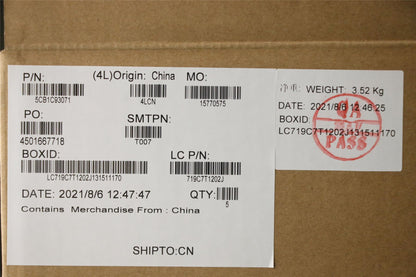 P/N: (4L)Origin: China MO:
5CB1C93071 4LCN 15770575
PO: SMTPN:
4501667718 T007
BOXID: LC P/N:
LC719C7T1202J131511170 719C7T1202J
DATE: 2021/8/6 12:47:47 QTY:
5
Contains Merchandise From : China
SHIPTO:CN
净重: WEIGHT: 3.52 Kg
DATE: 2021/8/6 12:46:25
BOXID:
LC719C7T1202J131511170
QA
PASS